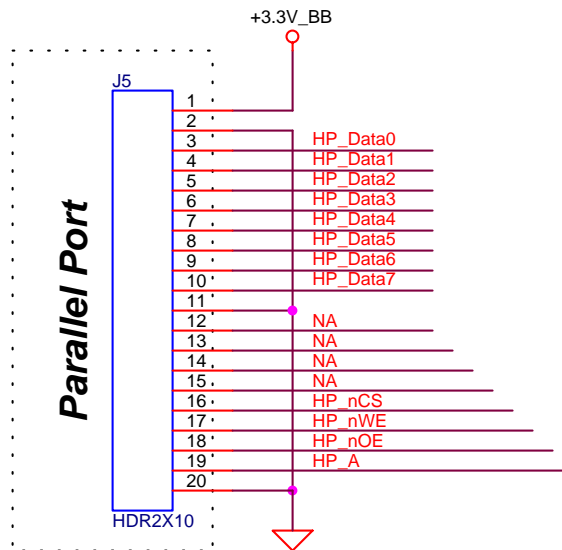 +3.3V_BB
J5
1
2
3 HP_Data0
4 HP_Data1
5 HP_Data2
6 HP_Data3
7 HP_Data4
8 HP_Data5
9 HP_Data6
10 HP_Data7
11
12 NA
13 NA
14 NA
15 NA
16 HP_nCS
17 HP_nWE
18 HP_nOE
19 HP_A
20
HDR2X10
Parallel Port